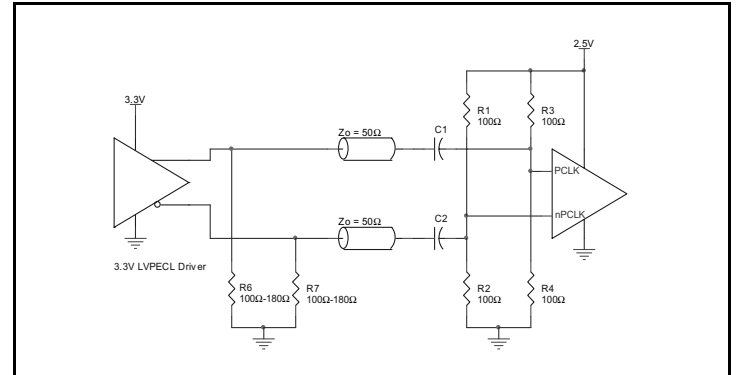 2.5V
3.3V
R1
100Ω
R3
100Ω
Zo = 50Ω
C1
PCLK
Zo = 50Ω
C2
nPCLK
3.3V LVPECL Driver
R6
100Ω-180Ω
R7
100Ω-180Ω
R2
100Ω
R4
100Ω